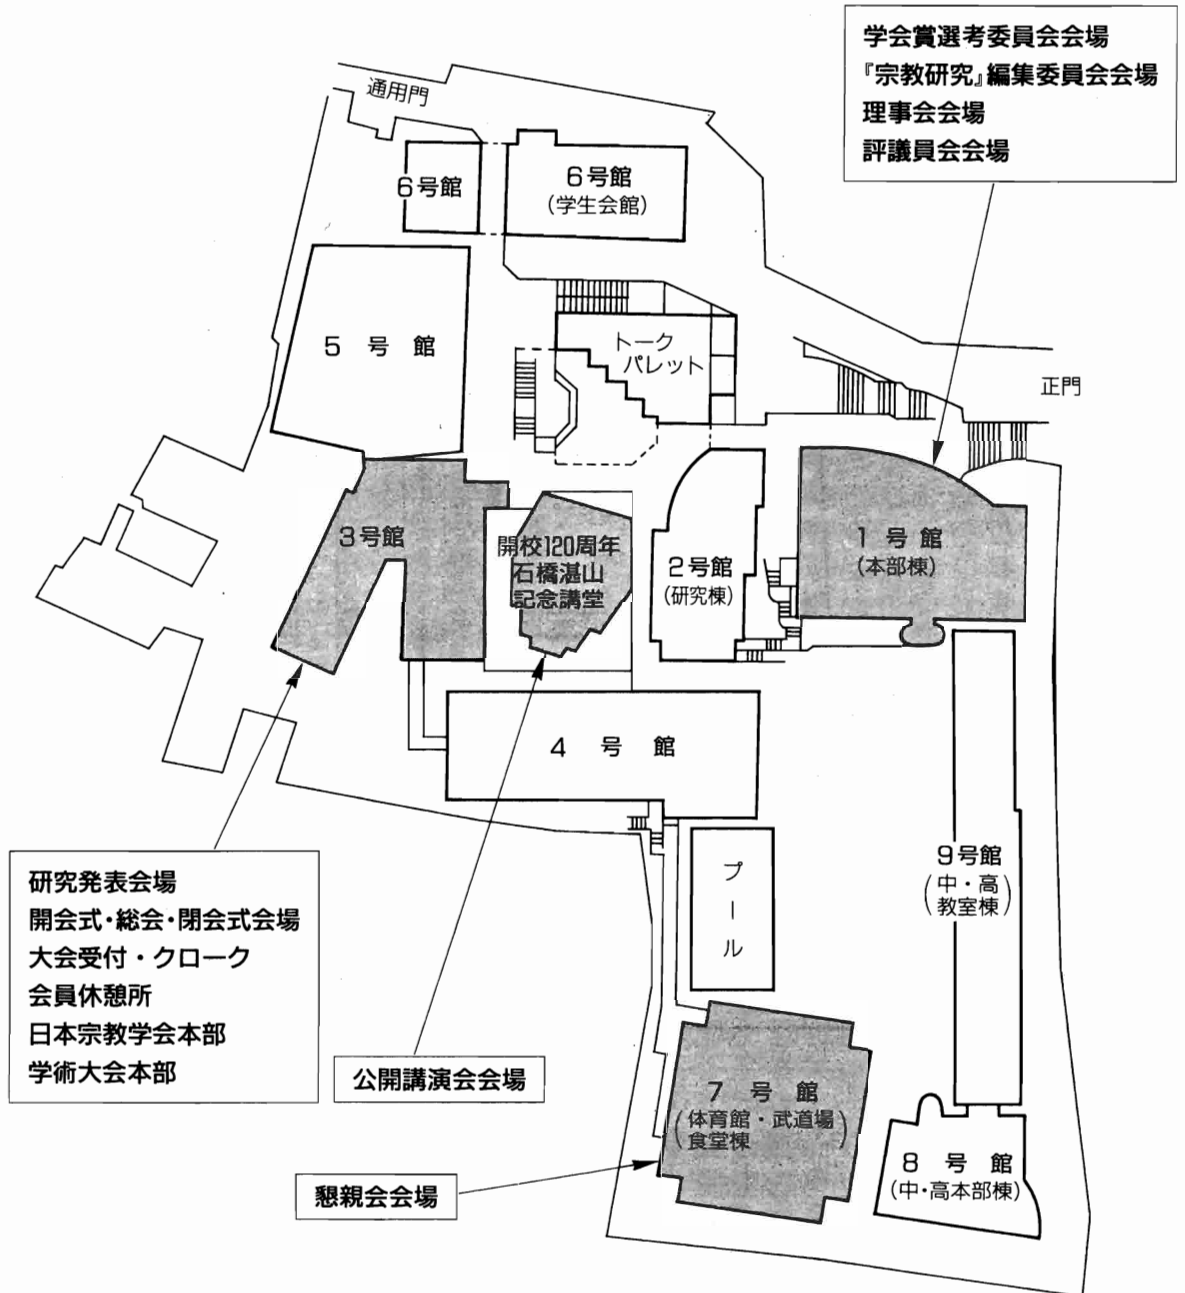 学会賞選考委員会会場
『宗教研究』編集委員会会場
理事会会場
評議員会会場
通用門
6号館
6号館
(学生会館)
5号館
トーク
パレット
正門
3号館
開校120周年
石橋湛山
記念講堂
2号館
(研究棟)
1号館
(本部棟)
4号館
プール
9号館
(中・高
教室棟)
研究発表会場
開会式・総会・閉会式会場
大会受付・クローク
会員休憩所
日本宗教学会本部
学術大会本部
公開講演会会場
7号館
(体育館・武道場
食堂棟)
懇親会会場
8号館
(中・高本部棟)